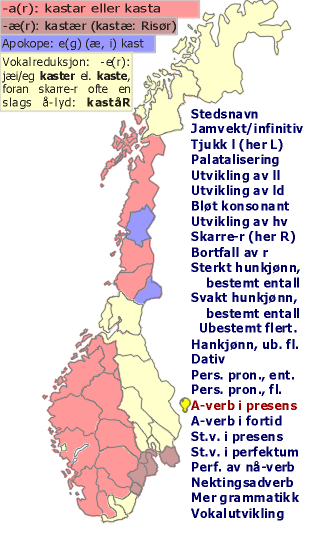 -a(r): kastar eller kasta
-æ(r): kastær (kastæ: Risør)
Apokope: e(g) (æ, i) kast
Vokalreduksjon: -e(r):
jæi/eg kaster el. kaste,
foran skarre-r ofte en
slags å-lyd: kaståR
Stedsnavn
Jamvekt/infinitiv
Tjukk l (her L)
Palatalisering
Utvikling av ll
Utvikling av ld
Bløt konsonant
Utvikling av hv
Skarre-r (her R)
Bortfall av r
Sterkt hunkjønn,
bestemt entall
Svakt hunkjønn,
bestemt entall
Ubestemt flert.
Hankjønn, ub. fl.
Dativ
Pers. pron., ent.
Pers. pron., fl.
A-verb i presens
A-verb i fortid
St.v. i presens
St.v. i perfektum
Perf. av nå-verb
Nektingsadverb
Mer grammatikk
Vokalutvikling